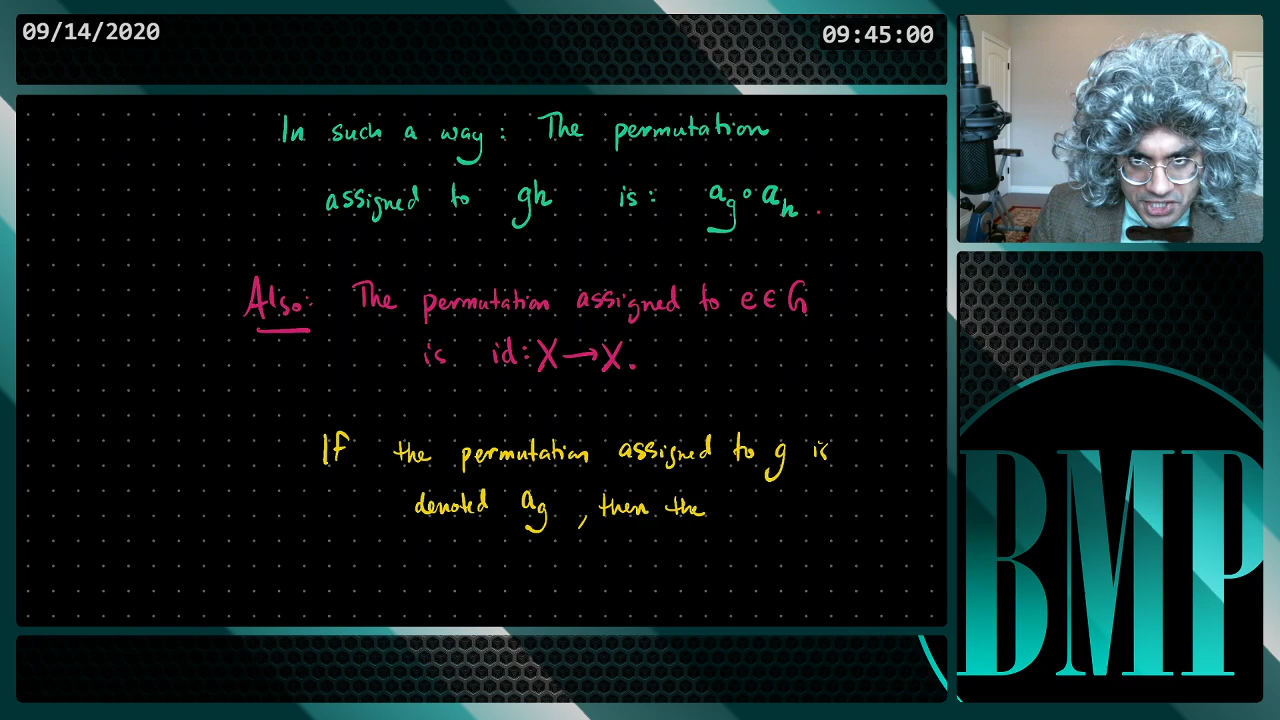 09/14/2020
09:45:00
In such a way: The permutation
assigned to gh is: a_g ∘ a_h .
Also: The permutation assigned to e ∈ G
is id: X → X.
If the permutation assigned to g is
denoted a_g , then the
BMP